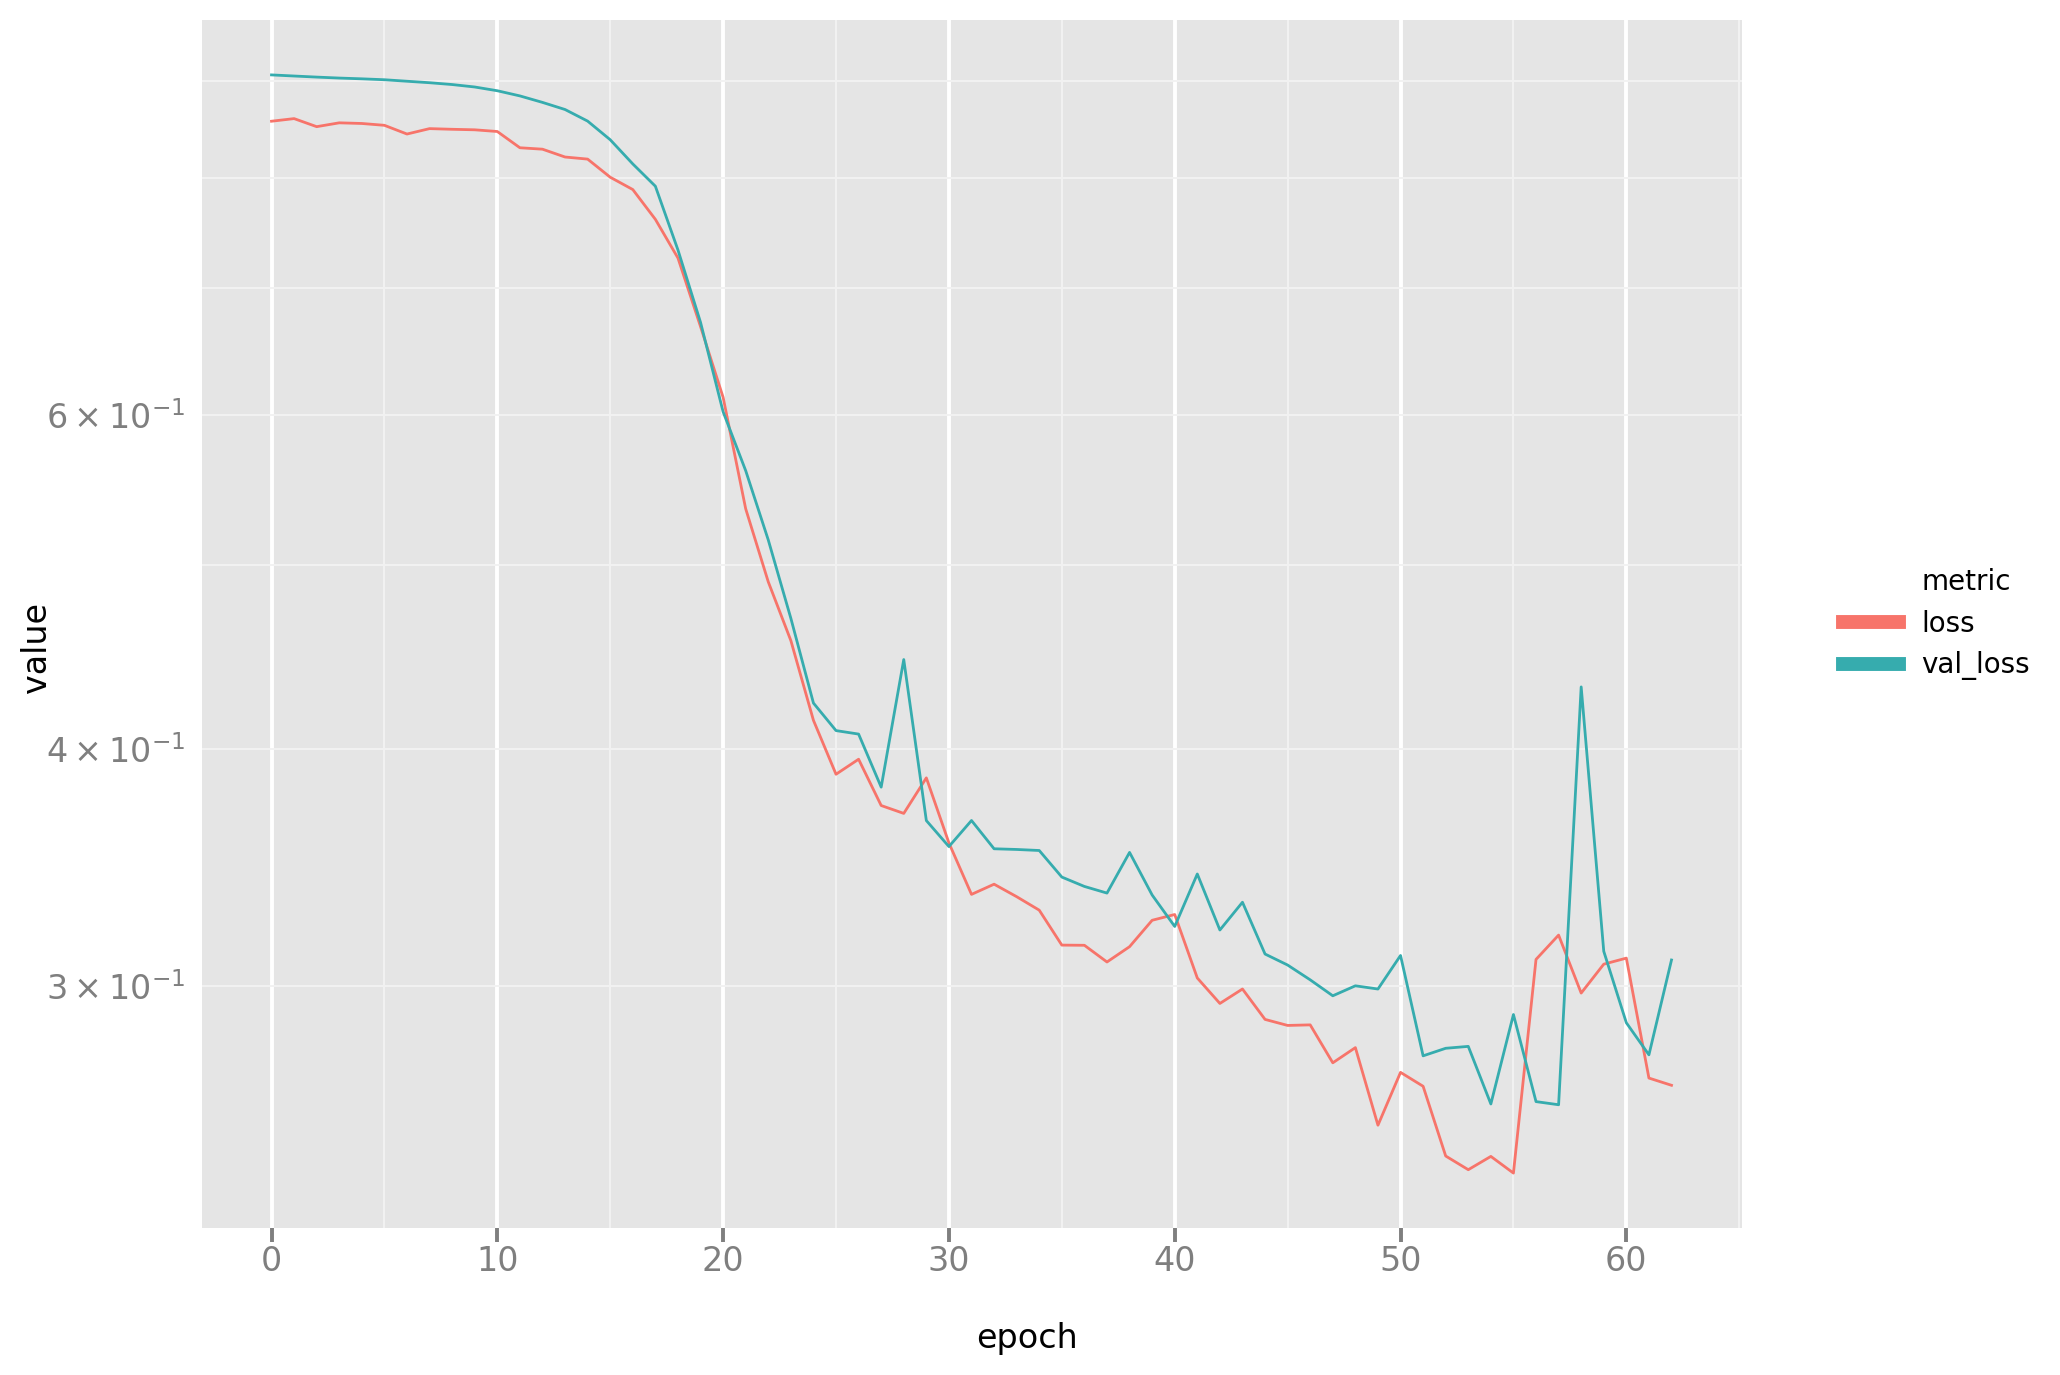 value
6 × 10⁻¹
4 × 10⁻¹
3 × 10⁻¹
0 10 20 30 40 50 60
epoch
metric
loss
val_loss